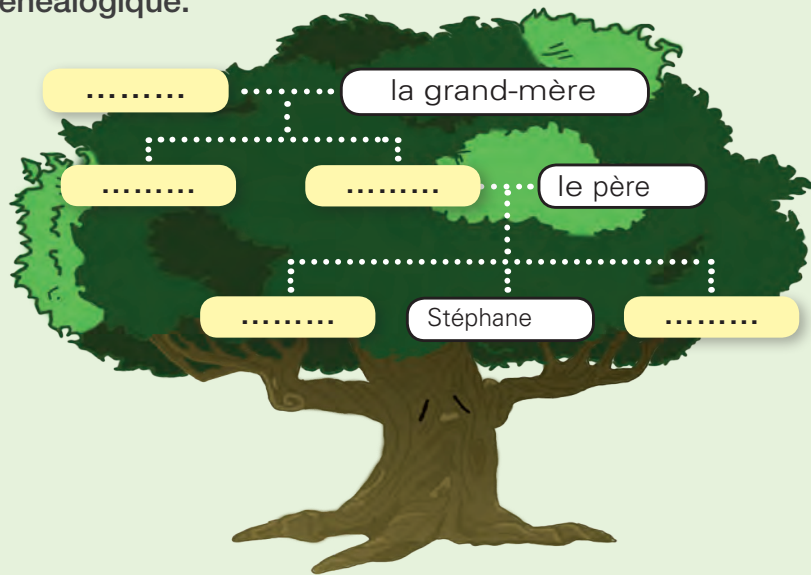 énéalogique.
......... la grand-mère
......... ......... le père
......... Stéphane .........